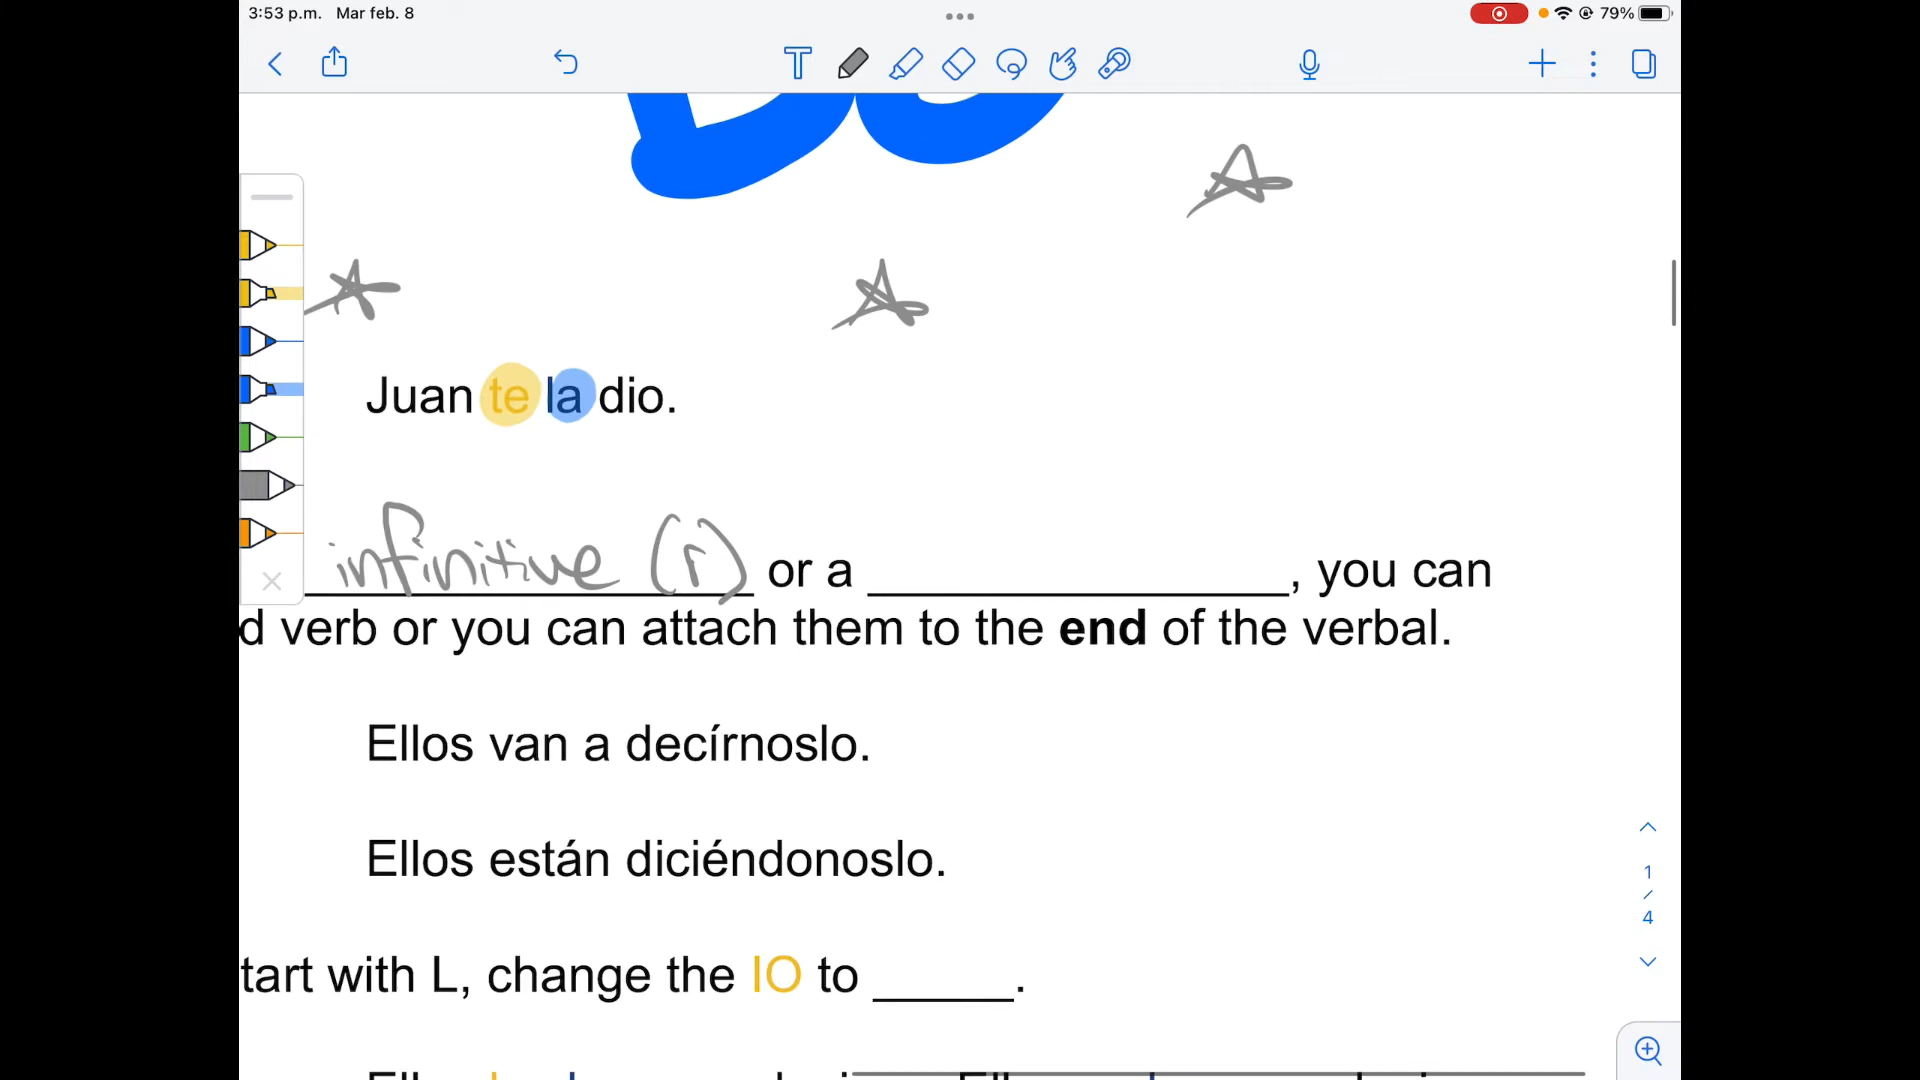 3:53 p.m. Mar feb. 8 79%
T
Juan te la dio.
infinitive (r) or a ____________, you can
d verb or you can attach them to the end of the verbal.
Ellos van a decírnoslo.
Ellos están diciéndonoslo.
1
/
4
tart with L, change the IO to _____.